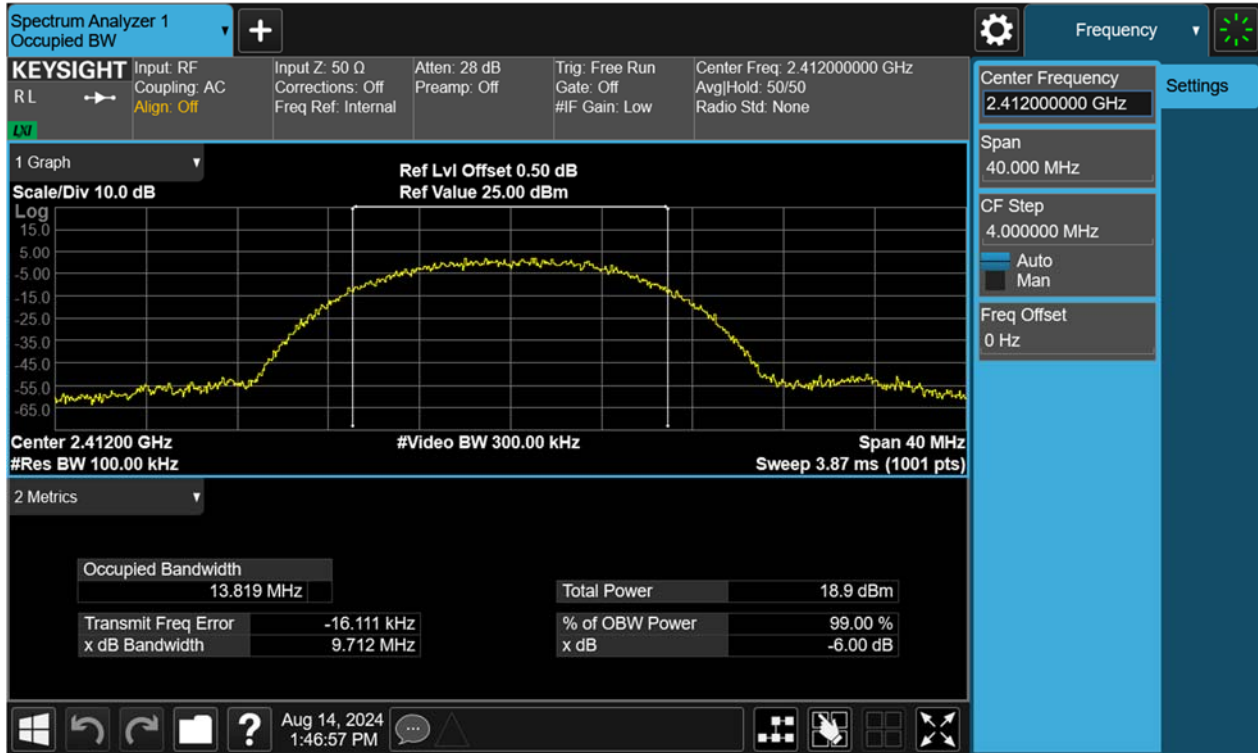 Spectrum Analyzer 1
Occupied BW
+
Frequency
KEYSIGHT
RL
LXI
Input: RF
Coupling: AC
Align: Off
Input Z: 50 Ω
Corrections: Off
Freq Ref: Internal
Atten: 28 dB
Preamp: Off
Trig: Free Run
Gate: Off
#IF Gain: Low
Center Freq: 2.412000000 GHz
Avg|Hold: 50/50
Radio Std: None
Center Frequency
2.412000000 GHz
Settings
Span
40.000 MHz
CF Step
4.000000 MHz
Auto
Man
Freq Offset
0 Hz
1 Graph
Scale/Div 10.0 dB
Ref Lvl Offset 0.50 dB
Ref Value 25.00 dBm
Log
15.0
5.00
-5.00
-15.0
-25.0
-35.0
-45.0
-55.0
-65.0
Center 2.41200 GHz
#Video BW 300.00 kHz
Span 40 MHz
#Res BW 100.00 kHz
Sweep 3.87 ms (1001 pts)
2 Metrics
Occupied Bandwidth
13.819 MHz
Total Power 18.9 dBm
Transmit Freq Error -16.111 kHz
% of OBW Power 99.00 %
x dB Bandwidth 9.712 MHz
x dB -6.00 dB
?
Aug 14, 2024
1:46:57 PM